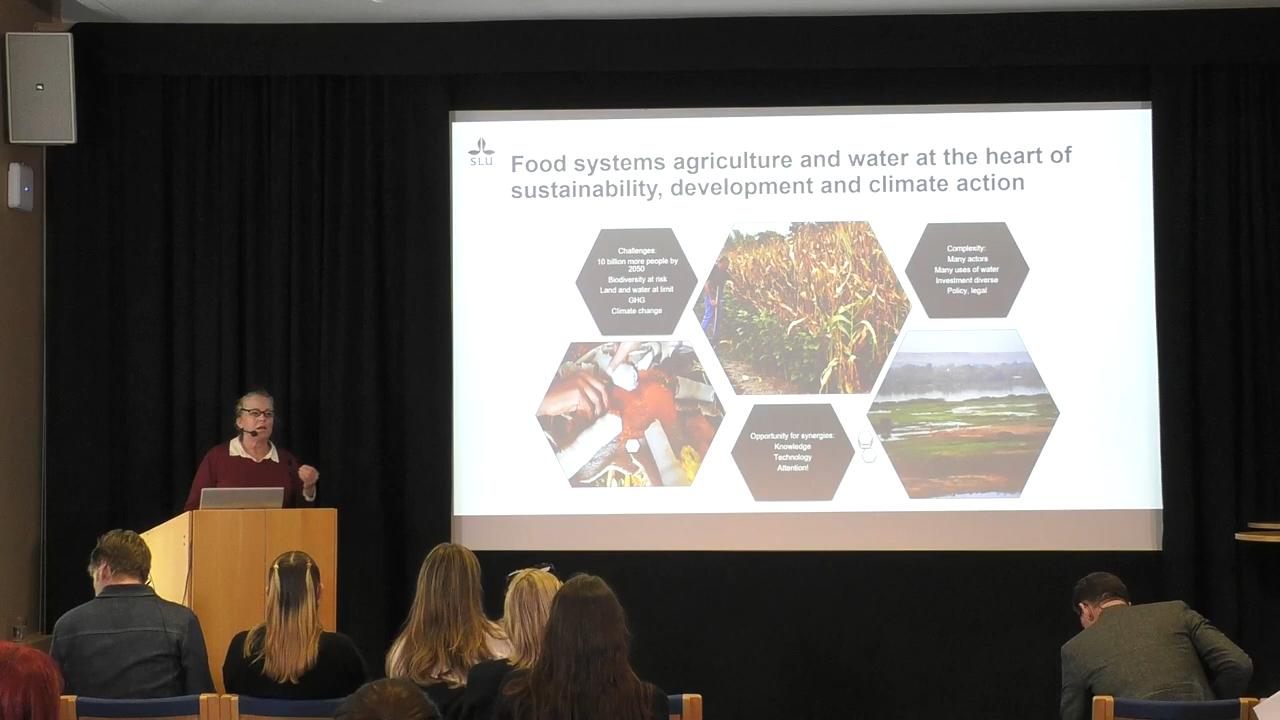 SLU
Food systems agriculture and water at the heart of
sustainability, development and climate action
Challenges:
10 billion more people by
2050
Biodiversity at risk
Land and water at limit
GHG
Climate change
Complexity:
Many actors
Many uses of water
Investment diverse
Policy, legal
Opportunity for synergies:
Knowledge
Technology
Attention!